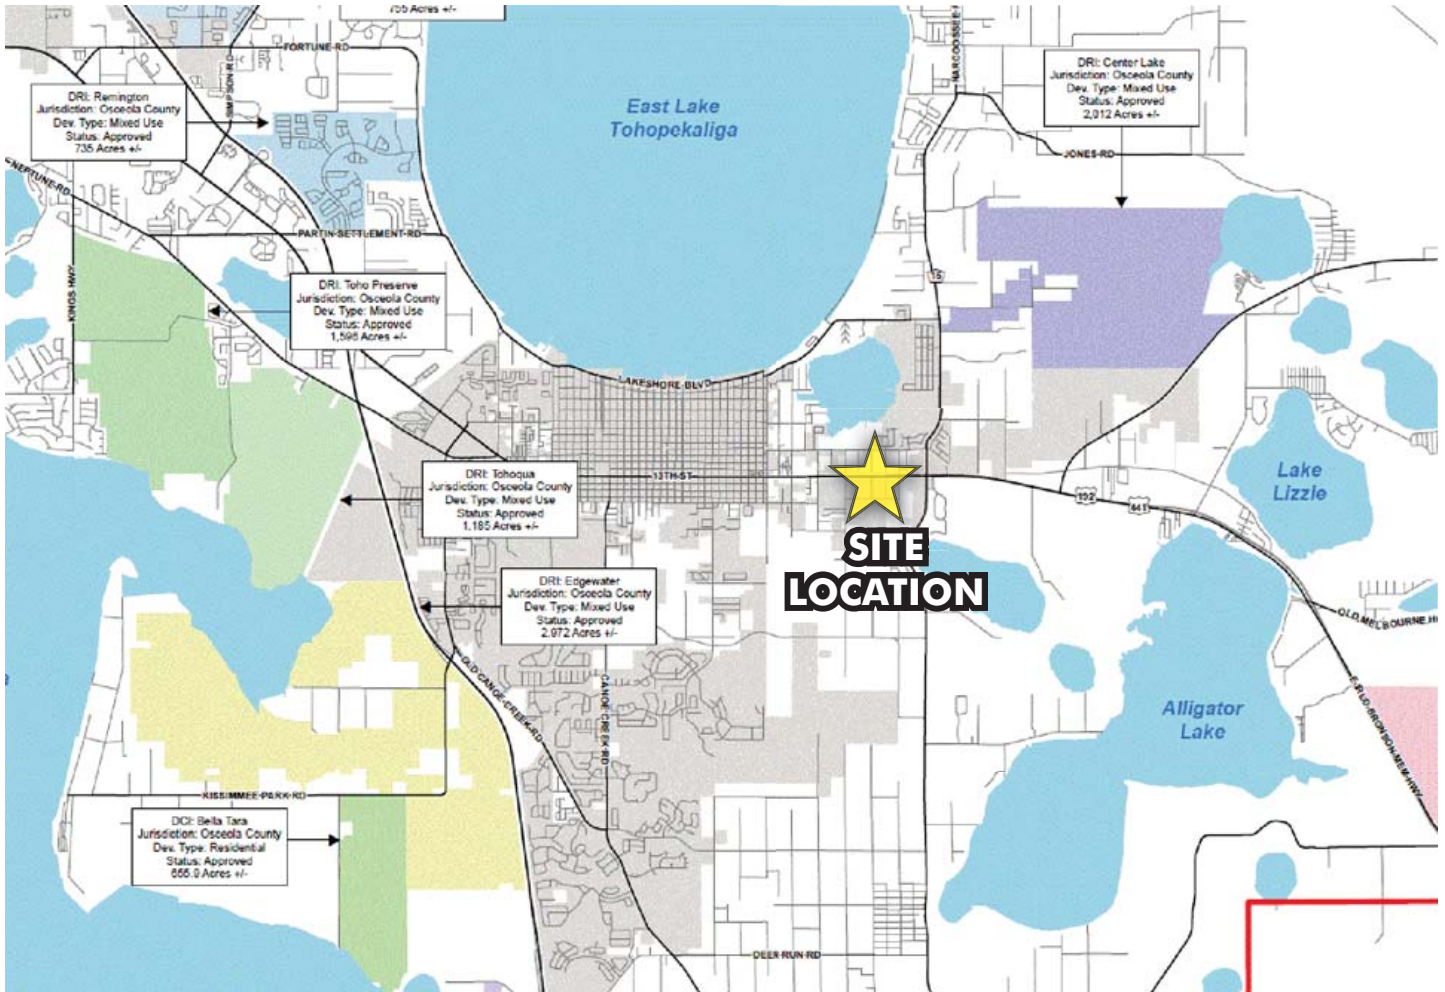 755 Acres +/-
FORTUNE-RD
SIMPSON-RD
NARCOOSSEE-R
DRI: Remington
Jurisdiction: Osceola County
Dev. Type: Mixed Use
Status: Approved
735 Acres +/-
East Lake
Tohopekaliga
DRI: Center Lake
Jurisdiction: Osceola County
Dev. Type: Mixed Use
Status: Approved
2,012 Acres +/-
JONES-RD
NEPTUNE-RD
PARTIN-SETTLEMENT-RD
KINGS-HWY
15
DRI: Toho Preserve
Jurisdiction: Osceola County
Dev. Type: Mixed Use
Status: Approved
LAKESHORE-BLVD
13TH-ST
DRI: Tohoqua
Jurisdiction: Osceola County
Dev. Type: Mixed Use
Status: Approved
1,185 Acres +/-
Lake
Lizzie
192
441
SITE
LOCATION
DRI: Edgewater
Jurisdiction: Osceola County
Dev. Type: Mixed Use
Status: Approved
2,972 Acres +/-
OLD-MELBOURNE-H
OLD-CANOE-CREEK-RD
CANOE-CREEK-RD
Alligator
Lake
E-RLO-BRONSON-MEM-HWY
KISSIMMEE-PARK-RD
DCI: Bella Tara
Jurisdiction: Osceola County
Dev. Type: Residential
Status: Approved
655.9 Acres +/-
DEER-RUN-RD